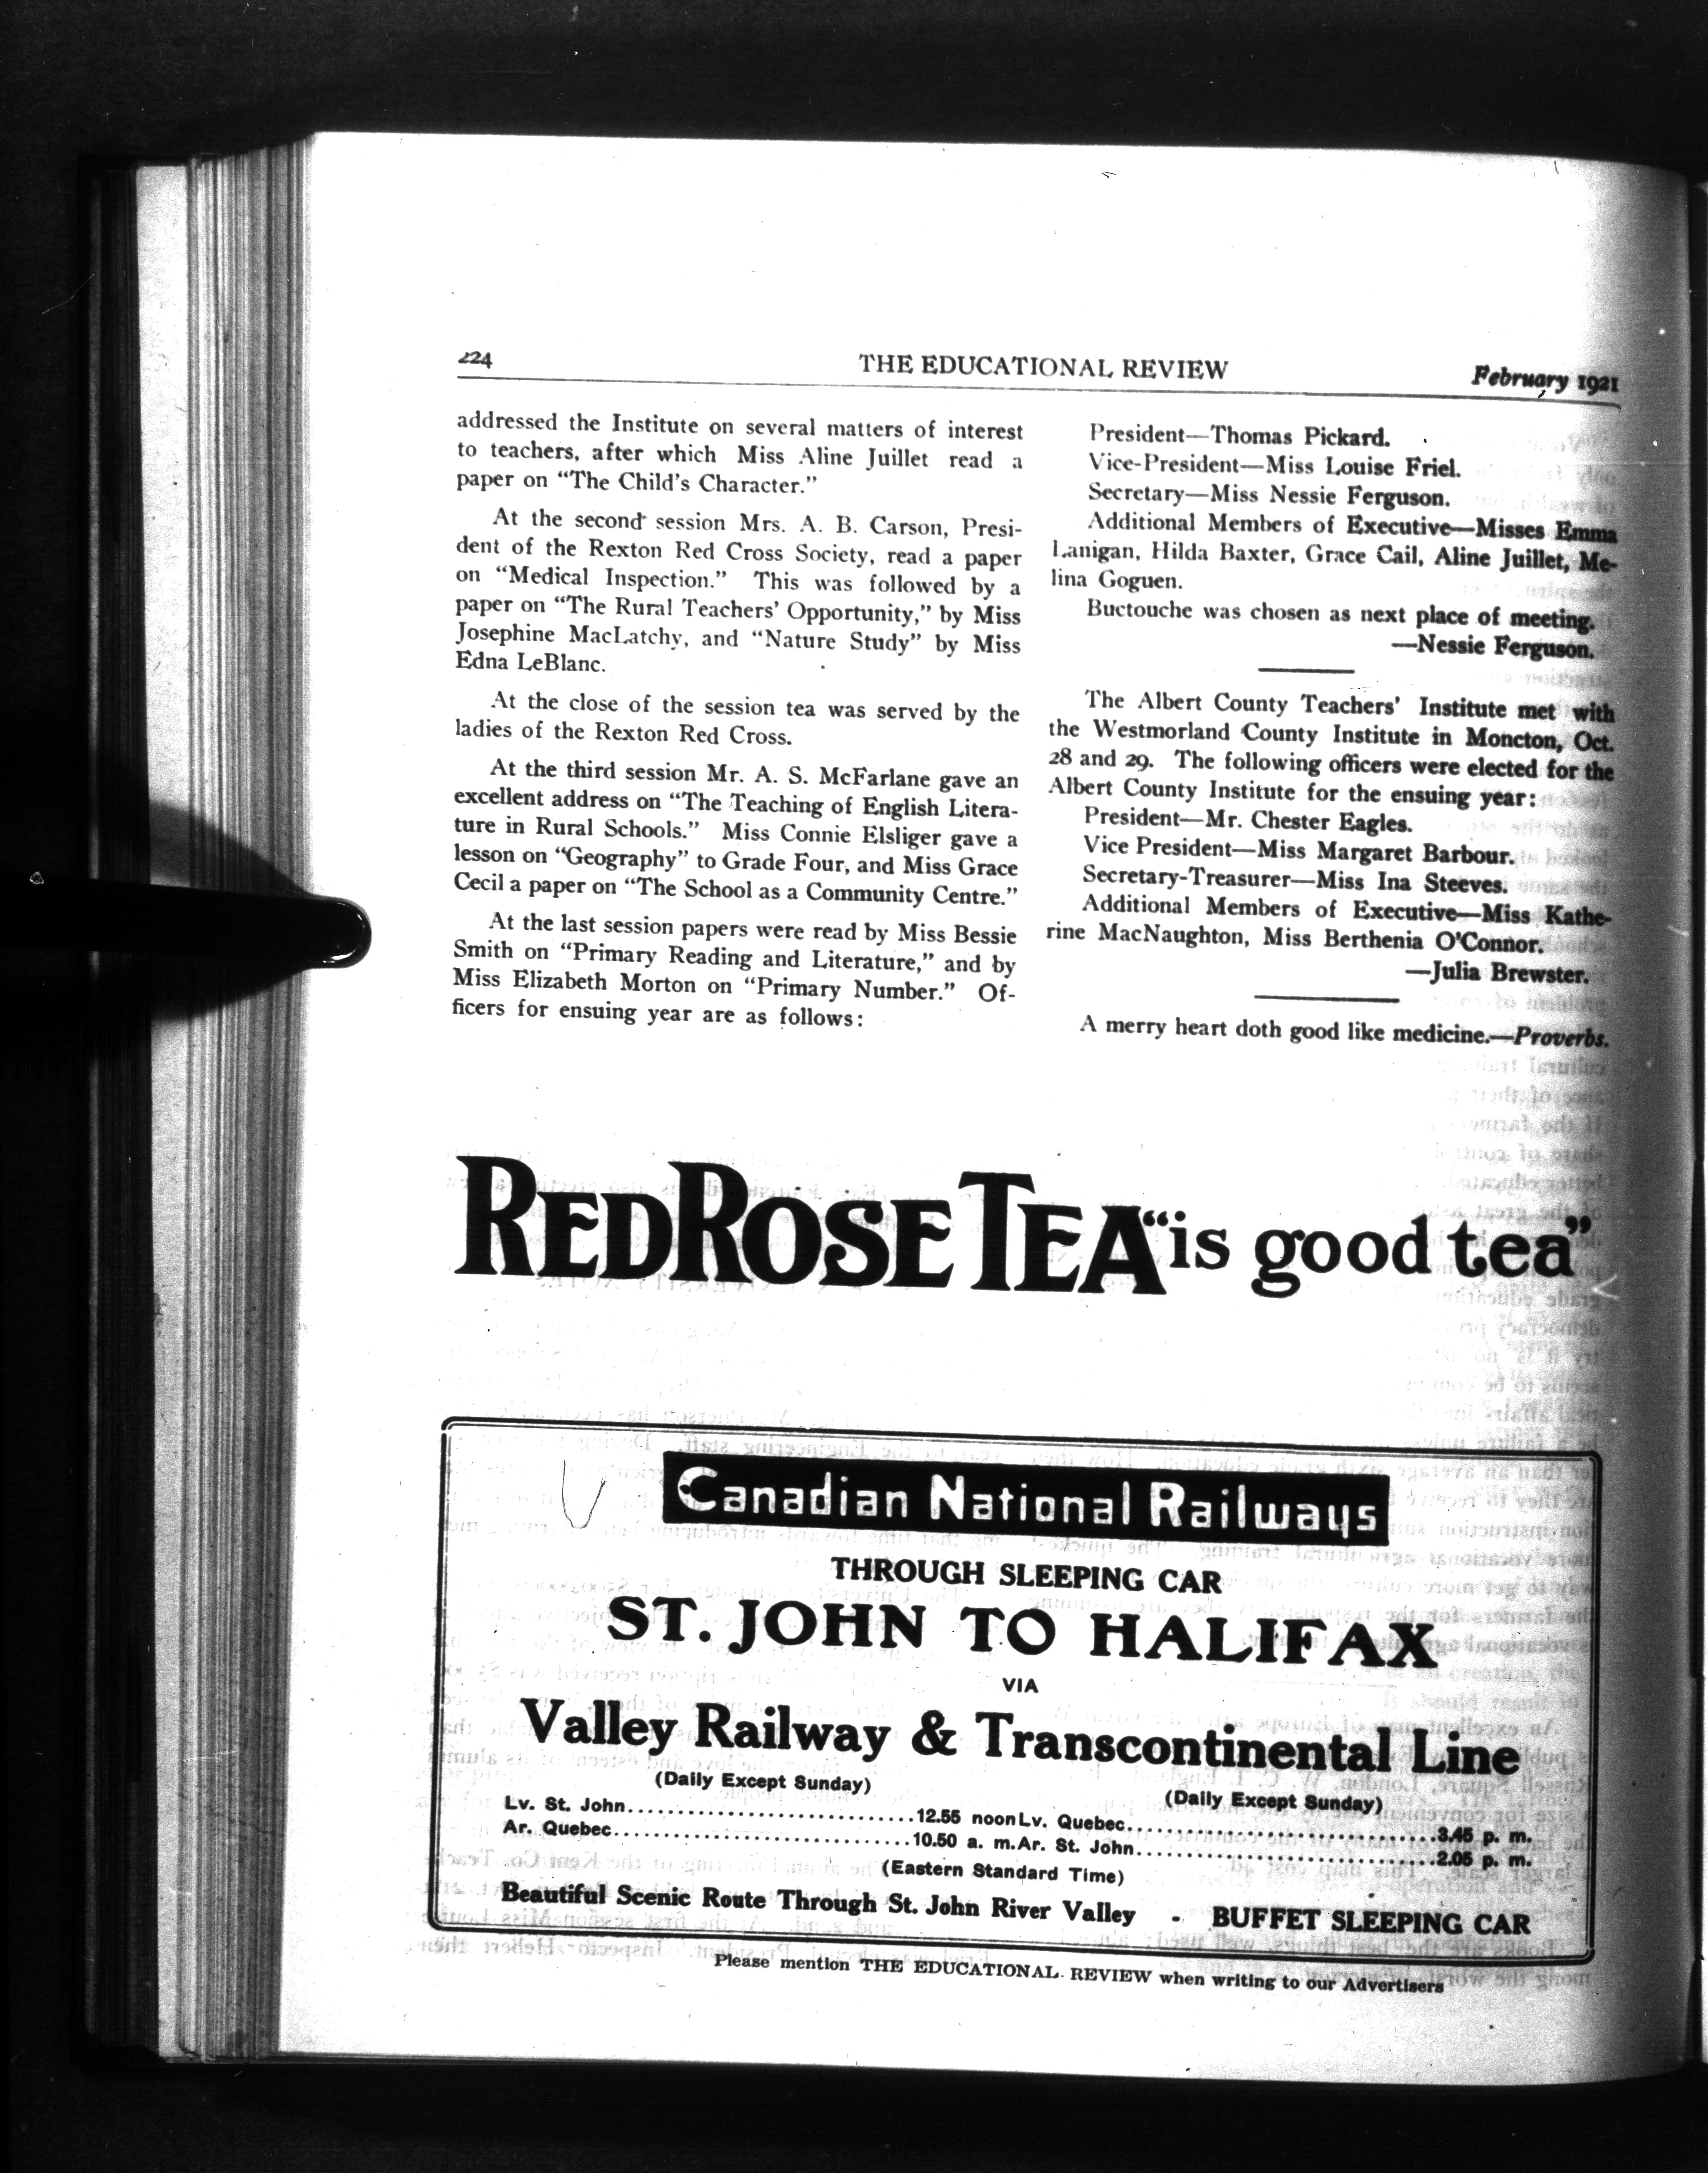 224
THE EDUCATIONAL REVIEW
February 1921
addressed the Institute on several matters of interest
to teachers, after which Miss Aline Juillet read a
paper on “The Child's Character.”
At the second session Mrs. A. B. Carson, Presi-
dent of the Rexton Red Cross Society, read a paper
on “Medical Inspection.” This was followed by a
paper on “The Rural Teachers' Opportunity,” by Miss
Josephine MacLatchy, and “Nature Study” by Miss
Edna LeBlanc.
At the close of the session tea was served by the
ladies of the Rexton Red Cross.
At the third session Mr. A. S. McFarlane gave an
excellent address on “The Teaching of English Litera-
ture in Rural Schools.” Miss Connie Elsliger gave a
lesson on “Geography” to Grade Four, and Miss Grace
Cecil a paper on “The School as a Community Centre.”
At the last session papers were read by Miss Bessie
Smith on “Primary Reading and Literature,” and by
Miss Elizabeth Morton on “Primary Number.” Of-
ficers for ensuing year are as follows:
President—Thomas Pickard.
Vice-President—Miss Louise Friel.
Secretary—Miss Nessie Ferguson.
Additional Members of Executive—Misses Emma
Lanigan, Hilda Baxter, Grace Cail, Aline Juillet, Me-
lina Goguen.
Buctouche was chosen as next place of meeting.
—Nessie Ferguson.
The Albert County Teachers' Institute met with
the Westmorland County Institute in Moncton, Oct.
28 and 29. The following officers were elected for the
Albert County Institute for the ensuing year:
President—Mr. Chester Eagles.
Vice President—Miss Margaret Barbour.
Secretary-Treasurer—Miss Ina Steeves.
Additional Members of Executive—Miss Kathe-
rine MacNaughton, Miss Berthenia O'Connor.
—Julia Brewster.
A merry heart doth good like medicine.—Proverbs.
RED ROSE TEA “is good tea”
Canadian National Railways
THROUGH SLEEPING CAR
ST. JOHN TO HALIFAX
VIA
Valley Railway & Transcontinental Line
(Daily Except Sunday)
(Daily Except Sunday)
Lv. St. John............................12.55 noon Lv. Quebec..............................3.45 p. m.
Ar. Quebec.............................10.50 a. m. Ar. St. John.............................2.05 p. m.
(Eastern Standard Time)
Beautiful Scenic Route Through St. John River Valley - BUFFET SLEEPING CAR
Please mention THE EDUCATIONAL REVIEW when writing to our Advertisers